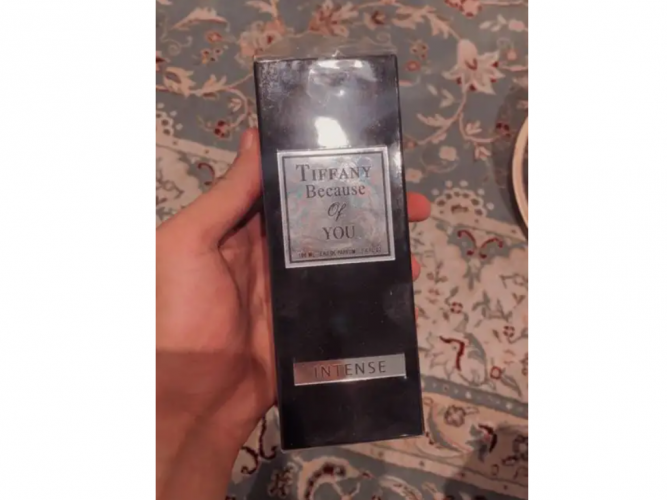 TIFFANY
Because
Of
YOU
INTENSE